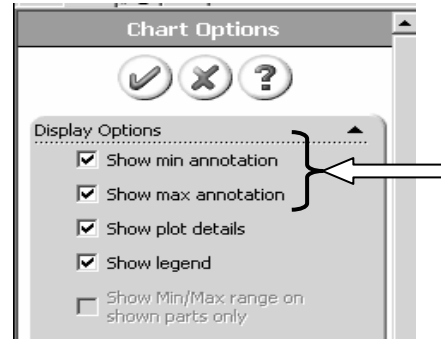 Chart Options
?
Display Options
Show min annotation
Show max annotation
Show plot details
Show legend
Show Min/Max range on
shown parts only